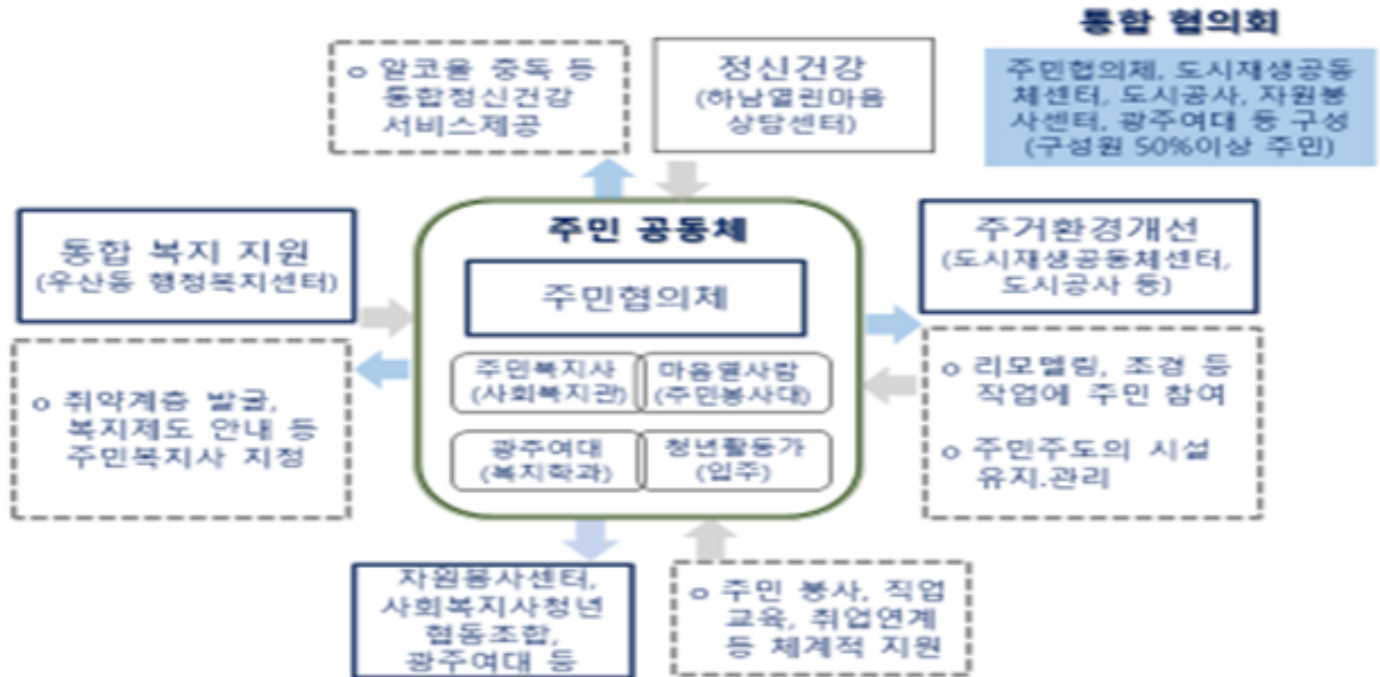 통합 협의회
주민협의체, 도시재생공동
체센터, 도시공사, 자원봉
사센터, 광주여대 등 구성
(구성원 50%이상 주민)
o 알코올 중독 등
통합정신건강
서비스제공
정신건강
(하남열린마음
상담센터)
통합 복지 지원
(우산동 행정복지센터)
o 취약계층 발굴,
복지제도 안내 등
주민복지사 지정
주민 공동체
주민협의체
주민복지사
(사회복지관)
마음열사람
(주민봉사대)
광주여대
(복지학과)
청년활동가
(입주)
주거환경개선
(도시재생공동체센터,
도시공사 등)
o 리모델링, 조경 등
작업에 주민 참여
o 주민주도의 시설
유지.관리
자원봉사센터,
사회복지사청년
협동조합,
광주여대 등
o 주민 봉사, 직업
교육, 취업연계
등 체계적 지원